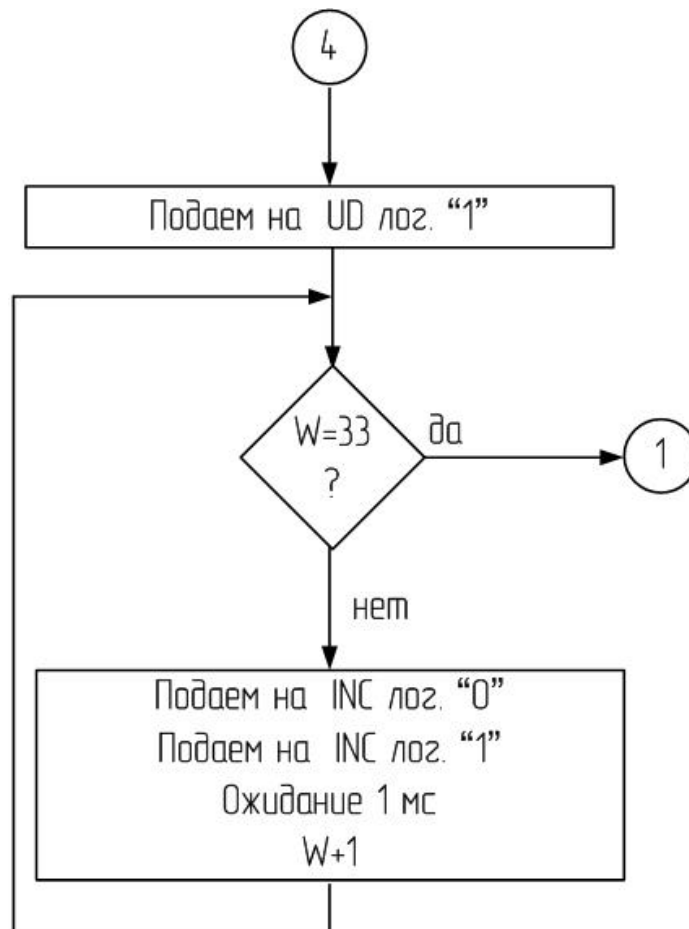 4
Подаем на UD лог. “1”
W=33
?
да
1
нет
Подаем на INC лог. “0”
Подаем на INC лог. “1”
Ожидание 1 мс
W+1